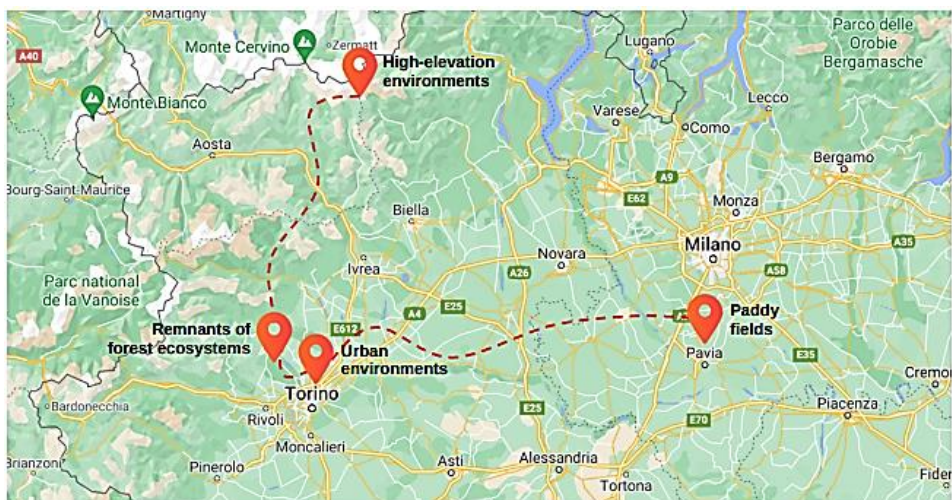 Martigny
Parco delle
Orobie
Bergamasche
Monte Cervino
Zermatt
Lugano
A40
High-elevation
environments
Monte Bianco
Varese
Lecco
Como
Aosta
Bergamo
A9
Bourg-Saint-Maurice
E62
Monza
Biella
Milano
A35
Novara
Ivrea
A26
A58
Parc national
de la Vanoise
E25
A4
Paddy
fields
Remnants of
forest ecosystems
E612
Urban
environments
Pavia
E35
Torino
Cremo
Bardonecchia
Rivoli
E25
E70
Piacenza
Moncalieri
Brianzoni
Pinerolo
Asti
Alessandria
Tortona
Fiden